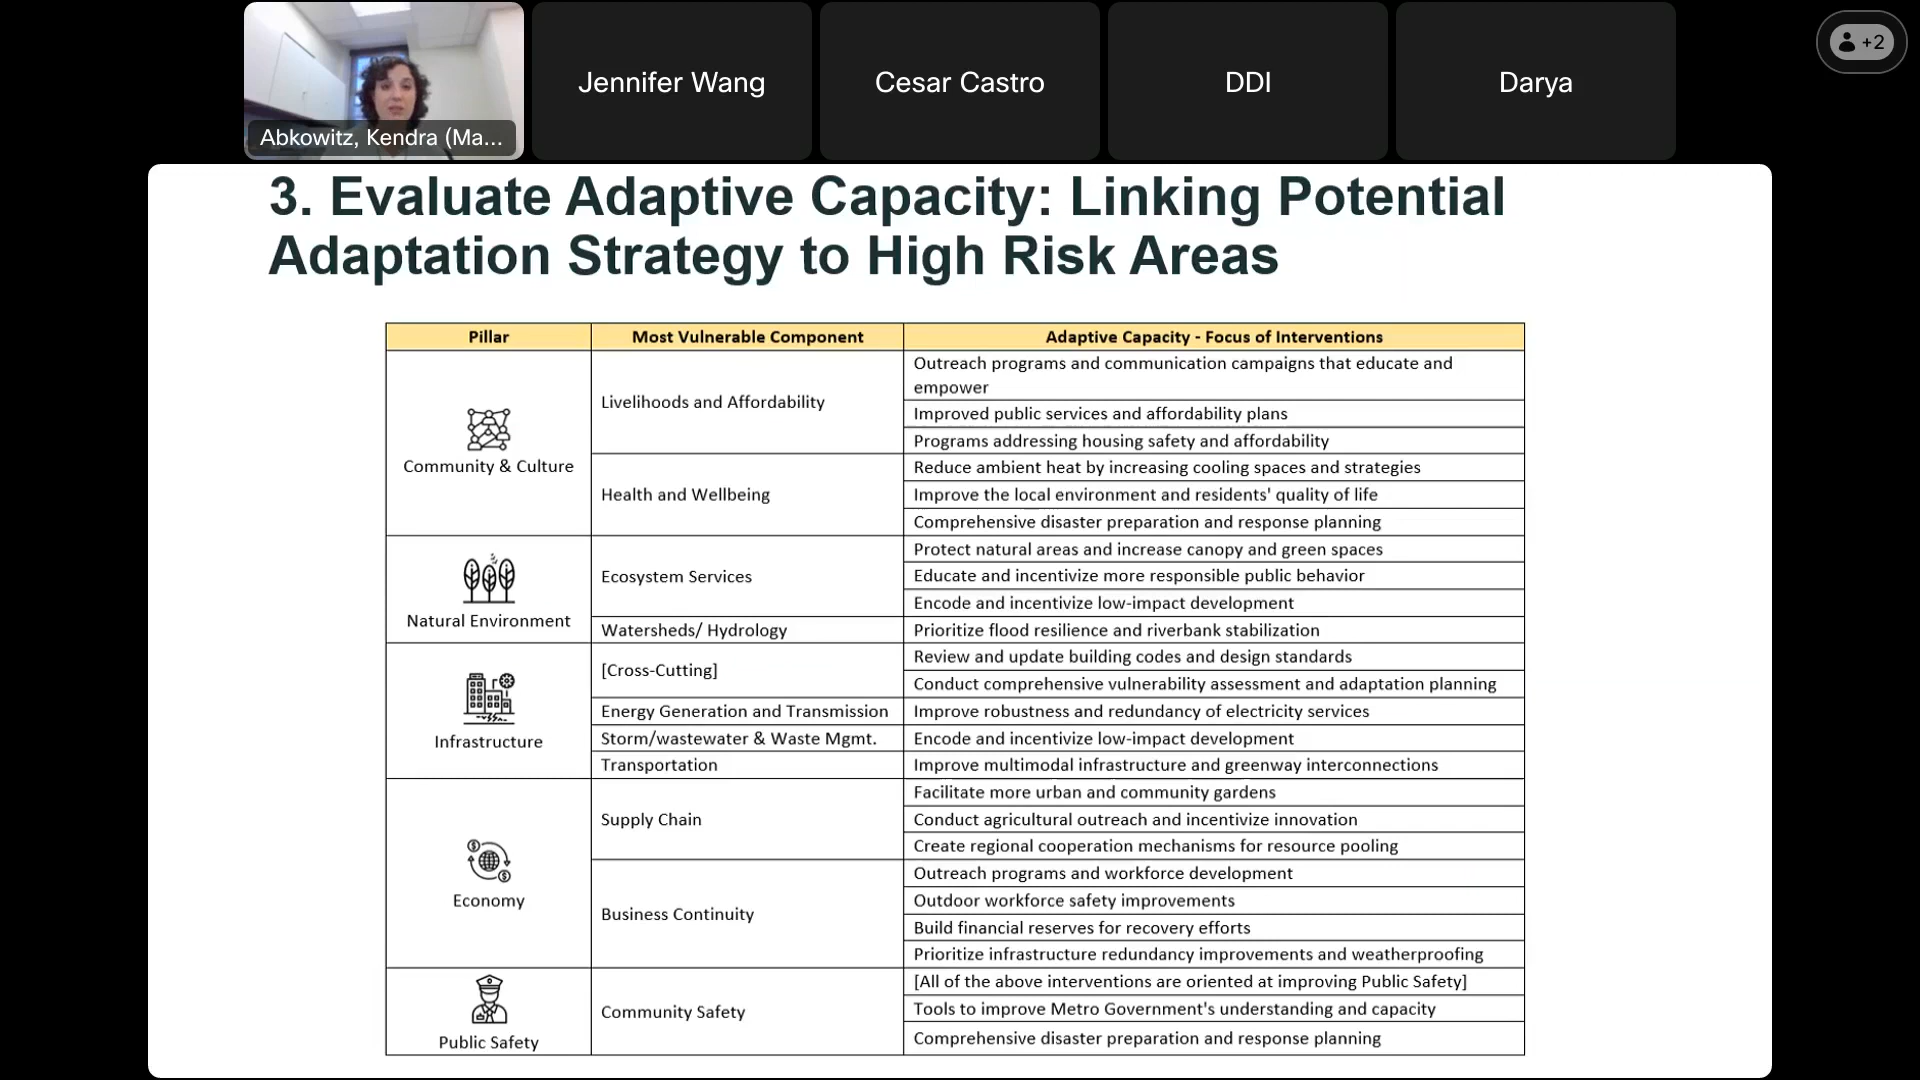 Abkowitz, Kendra (Ma...
Jennifer Wang
Cesar Castro
DDI
Darya
+2
3. Evaluate Adaptive Capacity: Linking Potential
Adaptation Strategy to High Risk Areas
Pillar
Most Vulnerable Component
Adaptive Capacity - Focus of Interventions
Community & Culture
Livelihoods and Affordability
Outreach programs and communication campaigns that educate and
empower
Improved public services and affordability plans
Programs addressing housing safety and affordability
Health and Wellbeing
Reduce ambient heat by increasing cooling spaces and strategies
Improve the local environment and residents' quality of life
Comprehensive disaster preparation and response planning
Natural Environment
Ecosystem Services
Protect natural areas and increase canopy and green spaces
Educate and incentivize more responsible public behavior
Encode and incentivize low-impact development
Watersheds/ Hydrology
Prioritize flood resilience and riverbank stabilization
Infrastructure
[Cross-Cutting]
Review and update building codes and design standards
Conduct comprehensive vulnerability assessment and adaptation planning
Energy Generation and Transmission
Improve robustness and redundancy of electricity services
Storm/wastewater & Waste Mgmt.
Encode and incentivize low-impact development
Transportation
Improve multimodal infrastructure and greenway interconnections
Economy
Supply Chain
Facilitate more urban and community gardens
Conduct agricultural outreach and incentivize innovation
Create regional cooperation mechanisms for resource pooling
Business Continuity
Outreach programs and workforce development
Outdoor workforce safety improvements
Build financial reserves for recovery efforts
Prioritize infrastructure redundancy improvements and weatherproofing
Public Safety
Community Safety
[All of the above interventions are oriented at improving Public Safety]
Tools to improve Metro Government's understanding and capacity
Comprehensive disaster preparation and response planning